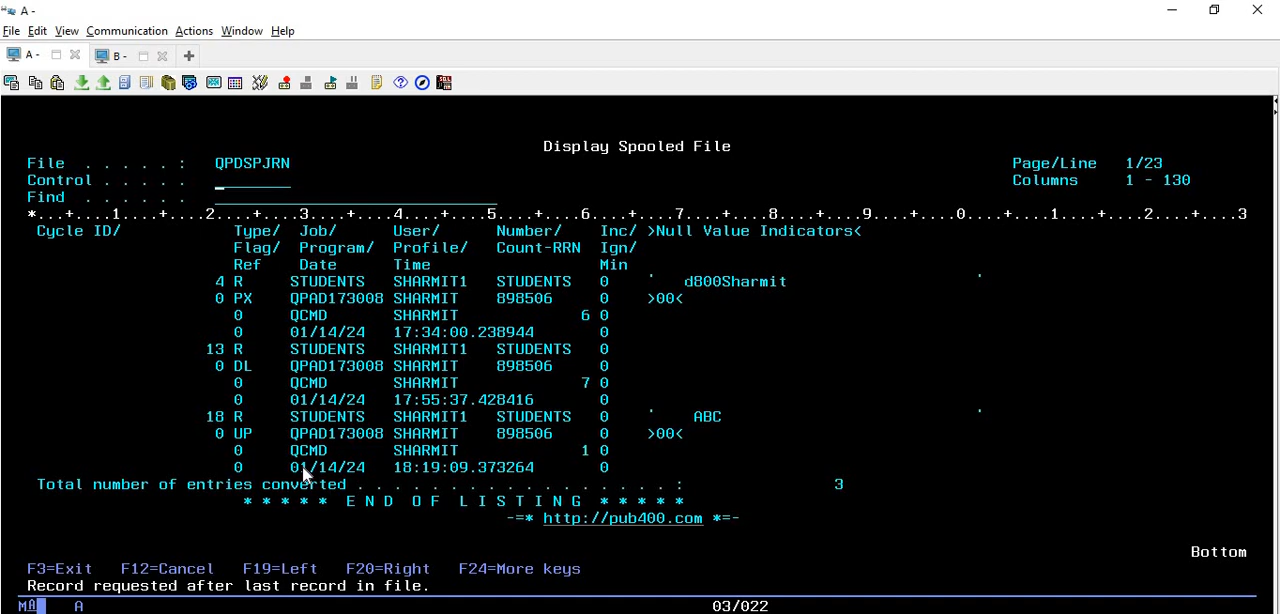 A -
File Edit View Communication Actions Window Help
A - B -
Display Spooled File
File . . . . . : QPDSPJRN Page/Line 1/23
Control . . . . . Columns 1 - 130
Find . . . . . .
*...+....1....+....2....+....3....+....4....+....5....+....6....+....7....+....8....+....9....+....0....+....1....+....2....+....3
Cycle ID/ Type/ Job/ User/ Number/ Inc/ >Null Value Indicators<
Flag/ Program/ Profile/ Count-RRN Ign/
Ref Date Time Min
4 R STUDENTS SHARMIT1 STUDENTS 0 ' d800Sharmit '
0 PX QPAD173008 SHARMIT 898506 0 >00<
0 QCMD SHARMIT 6 0
0 01/14/24 17:34:00.238944 0
13 R STUDENTS SHARMIT1 STUDENTS 0
0 DL QPAD173008 SHARMIT 898506 0
0 QCMD SHARMIT 7 0
0 01/14/24 17:55:37.428416 0
18 R STUDENTS SHARMIT1 STUDENTS 0 ' ABC '
0 UP QPAD173008 SHARMIT 898506 0 >00<
0 QCMD SHARMIT 1 0
0 01/14/24 18:19:09.373264 0
Total number of entries converted . . . . . . . . . . . . . . . . . . : 3
* * * * * E N D O F L I S T I N G * * * * *
-=* http://pub400.com *=-
Bottom
F3=Exit F12=Cancel F19=Left F20=Right F24=More keys
Record requested after last record in file.
MA A 03/022